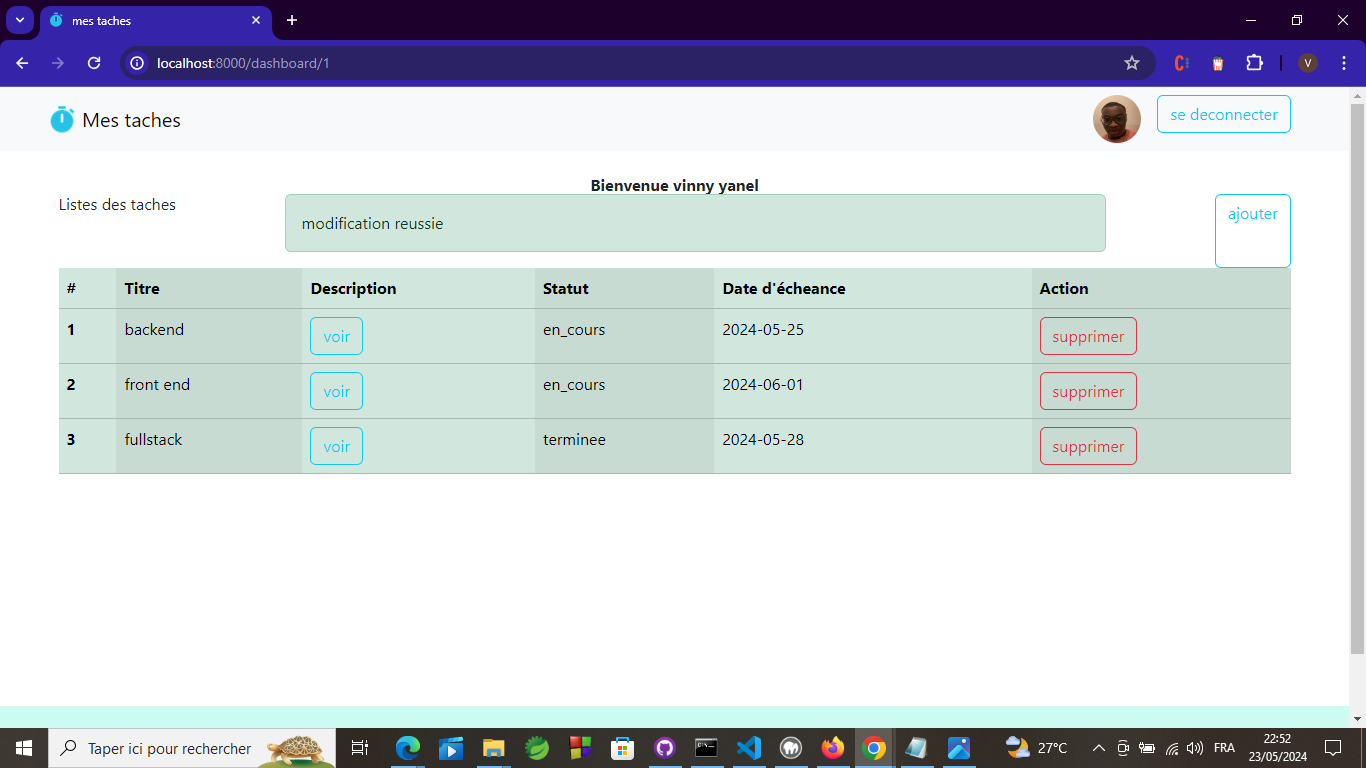 mes taches
localhost:8000/dashboard/1
V
Mes taches
se deconnecter
Bienvenue vinny yanel
Listes des taches
modification reussie
ajouter
# Titre Description Statut Date d'écheance Action
1 backend voir en_cours 2024-05-25 supprimer
2 front end voir en_cours 2024-06-01 supprimer
3 fullstack voir terminee 2024-05-28 supprimer
Taper ici pour rechercher
27°C
FRA
22:52
23/05/2024